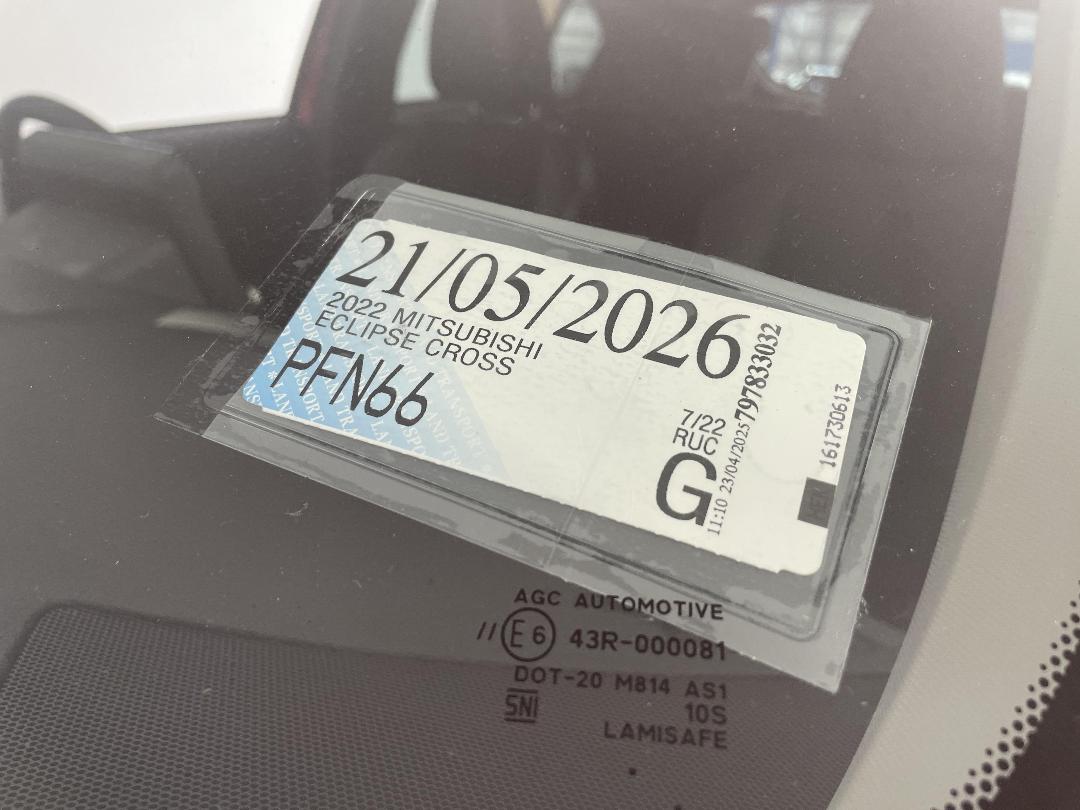 21/05/2026
2022 MITSUBISHI
ECLIPSE CROSS
PFN66
7/22
RUC
G
11:10 23/04/2025 797833032
161730613
AGC AUTOMOTIVE
// E6 43R-000081
DOT-20 M814 AS1
SNI 10S
LAMISAFE